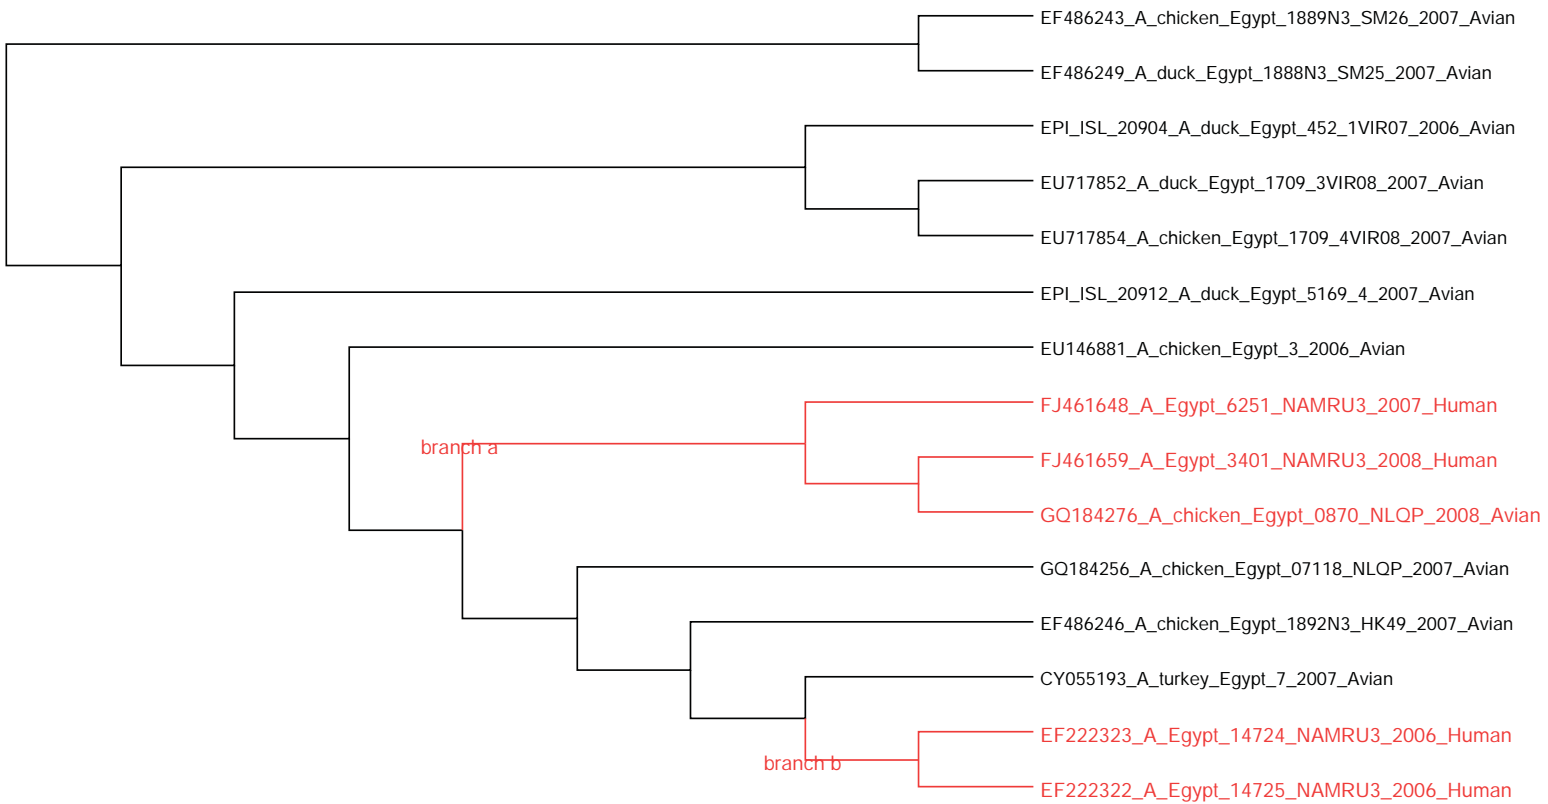 EF486243_A_chicken_Egypt_1889N3_SM26_2007_Avian
EF486249_A_duck_Egypt_1888N3_SM25_2007_Avian
EPI_ISL_20904_A_duck_Egypt_452_1VIR07_2006_Avian
EU717852_A_duck_Egypt_1709_3VIR08_2007_Avian
EU717854_A_chicken_Egypt_1709_4VIR08_2007_Avian
EPI_ISL_20912_A_duck_Egypt_5169_4_2007_Avian
EU146881_A_chicken_Egypt_3_2006_Avian
FJ461648_A_Egypt_6251_NAMRU3_2007_Human
branch a
FJ461659_A_Egypt_3401_NAMRU3_2008_Human
GQ184276_A_chicken_Egypt_0870_NLQP_2008_Avian
GQ184256_A_chicken_Egypt_07118_NLQP_2007_Avian
EF486246_A_chicken_Egypt_1892N3_HK49_2007_Avian
CY055193_A_turkey_Egypt_7_2007_Avian
EF222323_A_Egypt_14724_NAMRU3_2006_Human
branch b
EF222322_A_Egypt_14725_NAMRU3_2006_Human